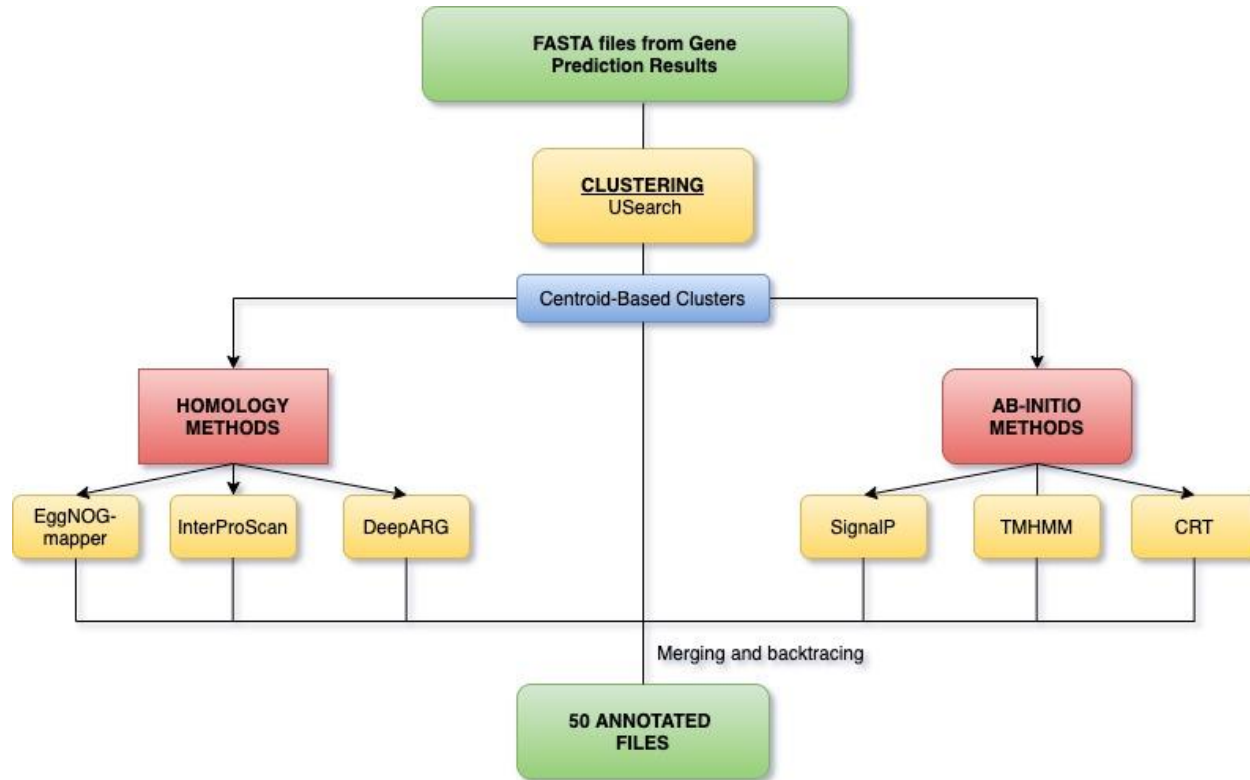 FASTA files from Gene
Prediction Results
CLUSTERING
USearch
Centroid-Based Clusters
HOMOLOGY
METHODS
AB-INITIO
METHODS
EggNOG-
mapper
InterProScan
DeepARG
SignalP
TMHMM
CRT
Merging and backtracing
50 ANNOTATED
FILES